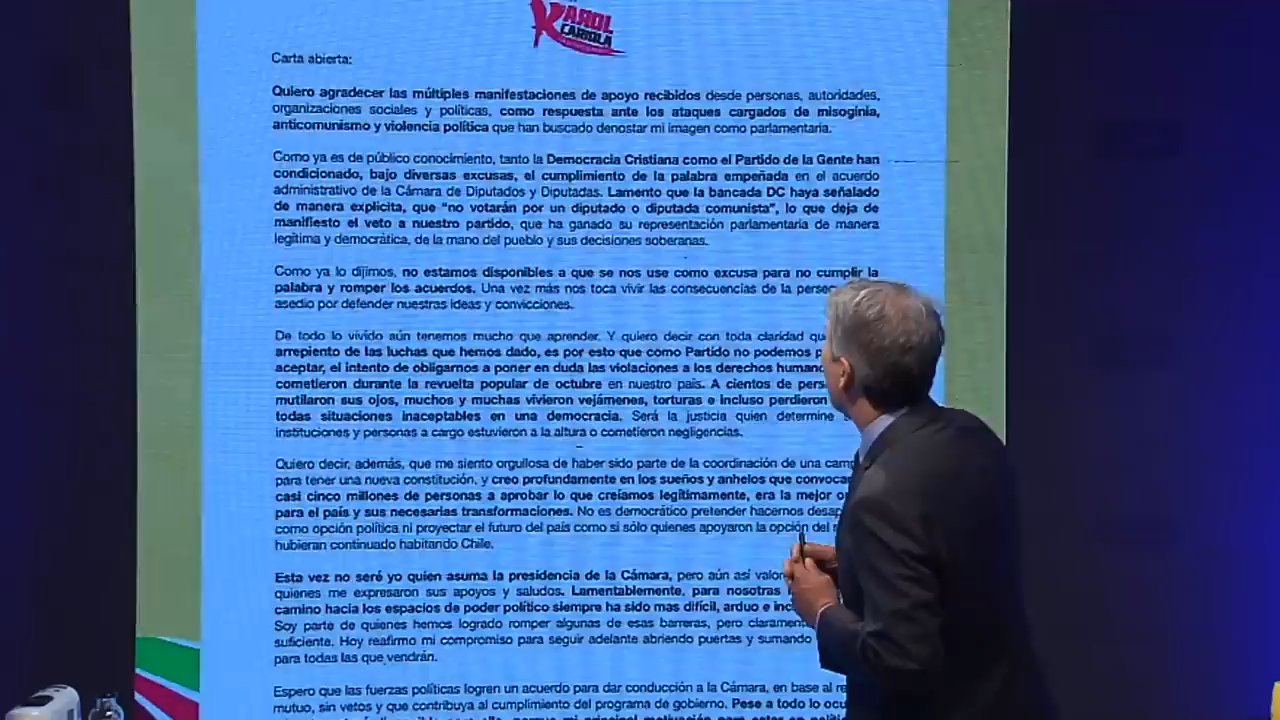 KAROL
CARIOLA
Carta abierta:
Quiero agradecer las múltiples manifestaciones de apoyo recibidos desde personas, autoridades,
organizaciones sociales y políticas, como respuesta ante los ataques cargados de misoginia,
anticomunismo y violencia política que han buscado denostar mi imagen como parlamentaria.
Como ya es de público conocimiento, tanto la Democracia Cristiana como el Partido de la Gente han
condicionado, bajo diversas excusas, el cumplimiento de la palabra empeñada en el acuerdo
administrativo de la Cámara de Diputados y Diputadas. Lamento que la bancada DC haya señalado
de manera explicita, que "no votarán por un diputado o diputada comunista", lo que deja de
manifiesto el veto a nuestro partido, que ha ganado su representación parlamentaria de manera
legítima y democrática, de la mano del pueblo y sus decisiones soberanas.
Como ya lo dijimos, no estamos disponibles a que se nos use como excusa para no cumplir la
palabra y romper los acuerdos. Una vez más nos toca vivir las consecuencias de la
asedio por defender nuestras ideas y convicciones.
De todo lo vivido aún tenemos mucho que aprender. Y quiero decir con toda claridad
arrepiento de las luchas que hemos dado, es por esto que como Partido no podemos
aceptar, el intento de obligarnos a poner en duda las violaciones a los derechos
cometieron durante la revuelta popular de octubre en nuestro país. A cientos de
mutilaron sus ojos, muchos y muchas vivieron vejámenes, torturas e incluso perdieron
todas situaciones inaceptables en una democracia. Será la justicia quien determine
instituciones y personas a cargo estuvieron a la altura o cometieron negligencias.
Quiero decir, además, que me siento orgullosa de haber sido parte de la coordinación de una
para tener una nueva constitución, y creo profundamente en los sueños y anhelos que
casi cinco millones de personas a aprobar lo que creíamos legítimamente, era la mejor
para el país y sus necesarias transformaciones. No es democrático pretender hacernos
como opción política ni proyectar el futuro del país como si sólo quienes apoyaron la opción del
hubieran continuado habitando Chile.
Esta vez no seré yo quien asuma la presidencia de la Cámara, pero aún así
quienes me expresaron sus apoyos y saludos. Lamentablemente, para nosotras
camino hacia los espacios de poder político siempre ha sido mas difícil, arduo e
Soy parte de quienes hemos logrado romper algunas de esas barreras, pero
suficiente. Hoy reafirmo mi compromiso para seguir adelante abriendo puertas y sumando
para todas las que vendrán.
Espero que las fuerzas políticas logren un acuerdo para dar conducción a la Cámara, en base al
mutuo, sin vetos y que contribuya al cumplimiento del programa de gobierno. Pese a todo lo